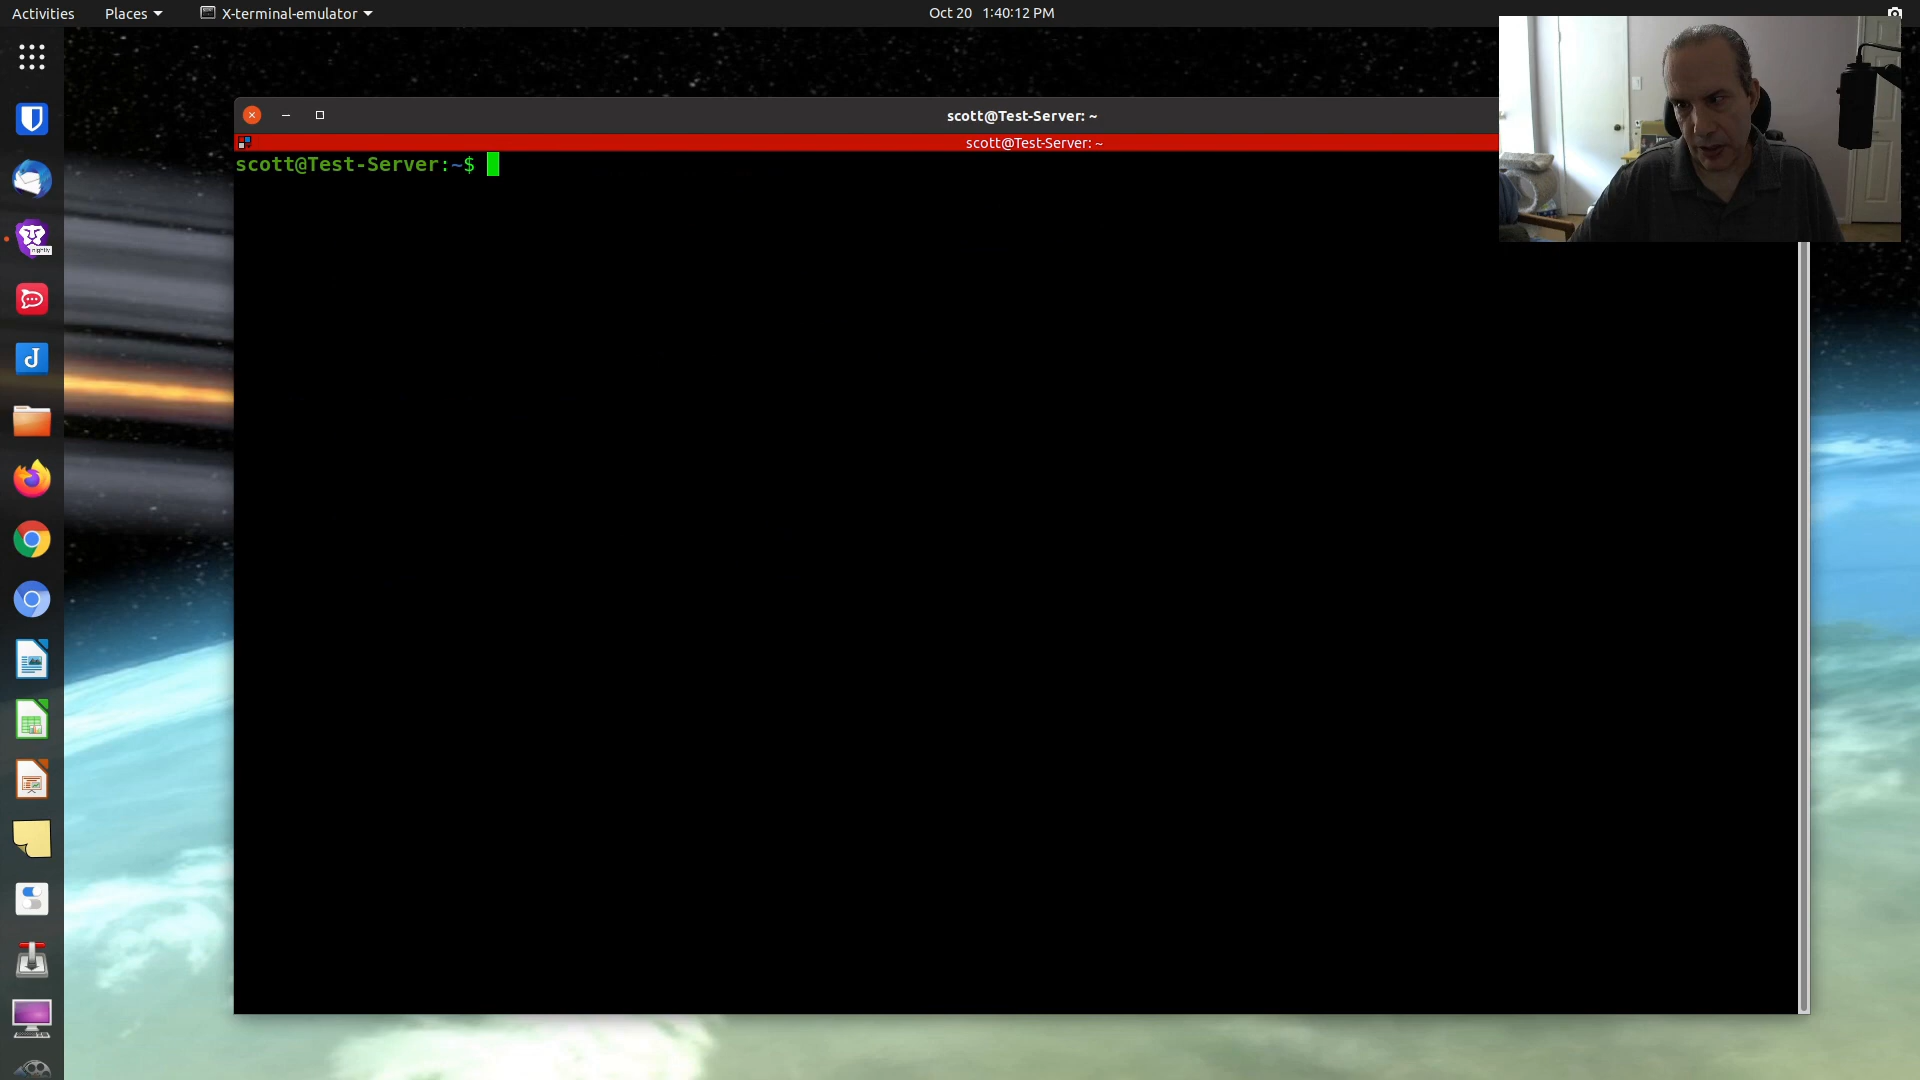 Activities
Places
X-terminal-emulator
Oct 20 1:40:12 PM
scott@Test-Server: ~
scott@Test-Server: ~
scott@Test-Server:~$
nightly